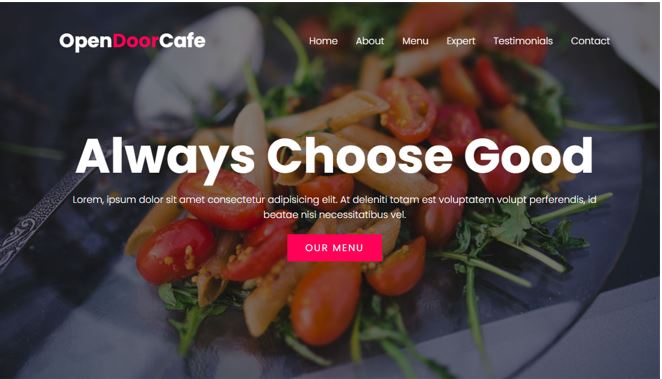 OpenDoorCafe
Home About Menu Expert Testimonials Contact
Always Choose Good
Lorem, ipsum dolor sit amet consectetur adipisicing elit. At deleniti totam est voluptatem volupt perferendis, id
beatae nisi necessitatibus vel.
OUR MENU